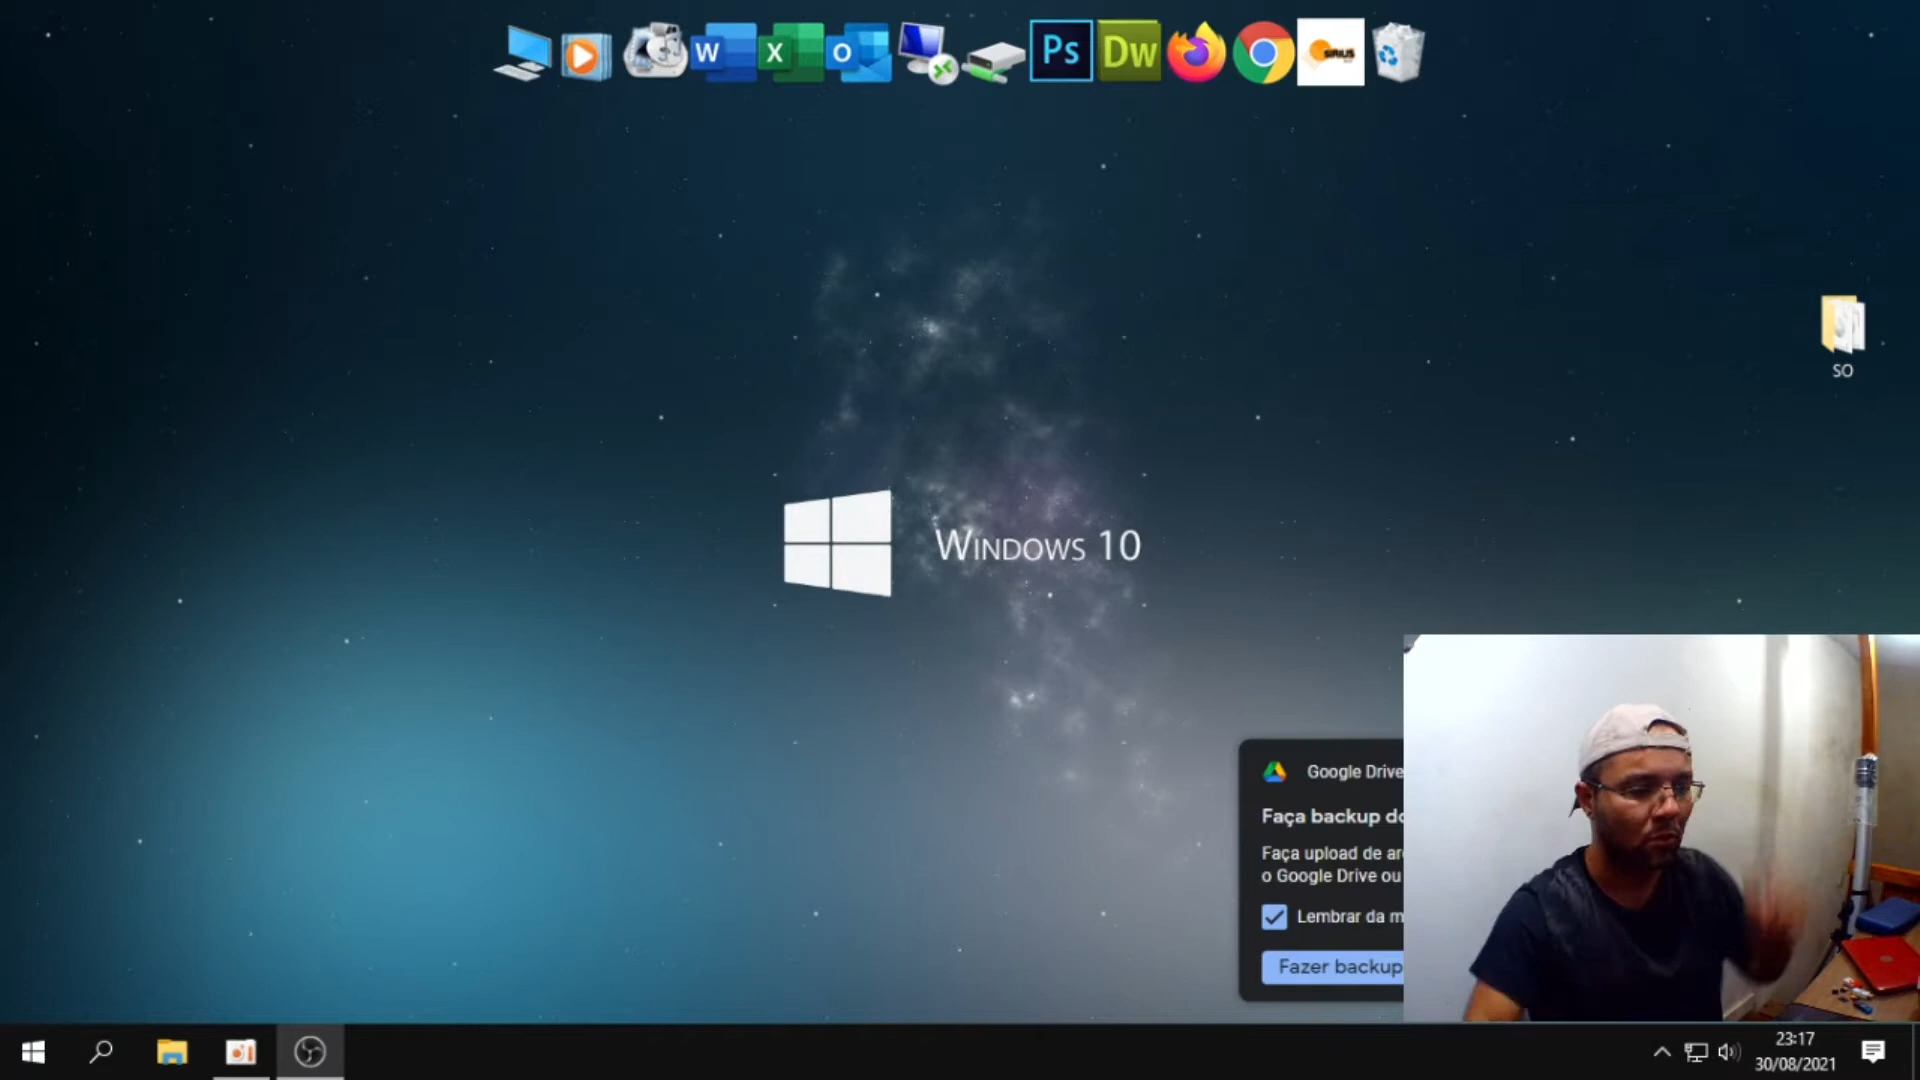 W
X
O
Ps
Dw
SIRIUS
SO
WINDOWS 10
Google Drive
Faça backup do
Faça upload de ar
o Google Drive ou
Lembrar da m
Fazer backup
23:17
30/08/2021